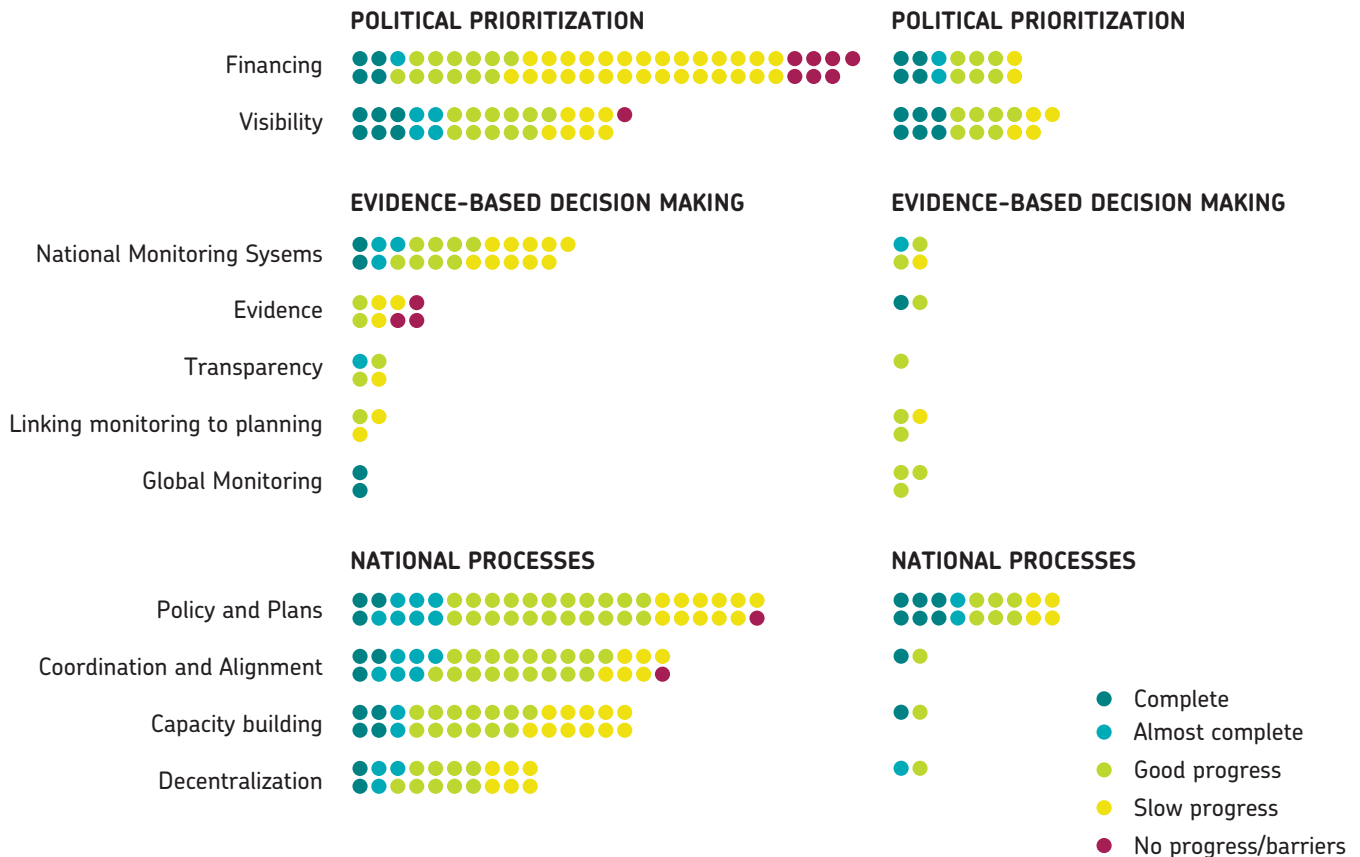 POLITICAL PRIORITIZATION POLITICAL PRIORITIZATION
Financing
Visibility
EVIDENCE-BASED DECISION MAKING EVIDENCE-BASED DECISION MAKING
National Monitoring Sysems
Evidence
Transparency
Linking monitoring to planning
Global Monitoring
NATIONAL PROCESSES NATIONAL PROCESSES
Policy and Plans
Coordination and Alignment
Capacity building
Decentralization
Complete
Almost complete
Good progress
Slow progress
No progress/barriers